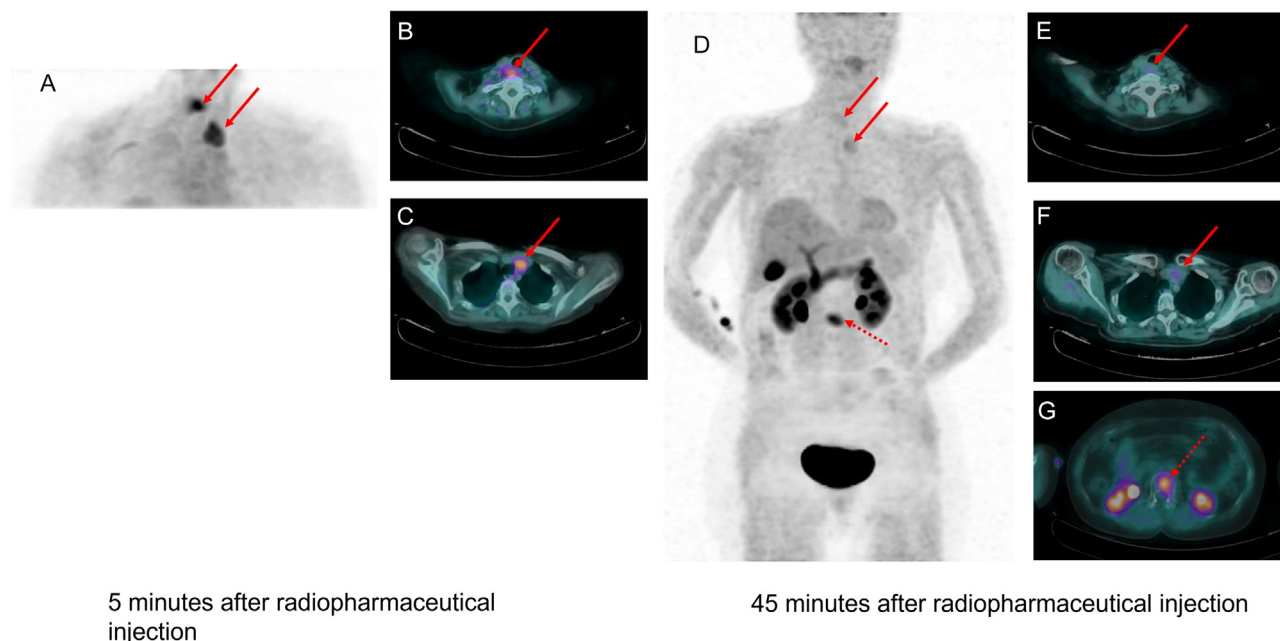 A
B
C
D
E
F
G
5 minutes after radiopharmaceutical
injection
45 minutes after radiopharmaceutical injection